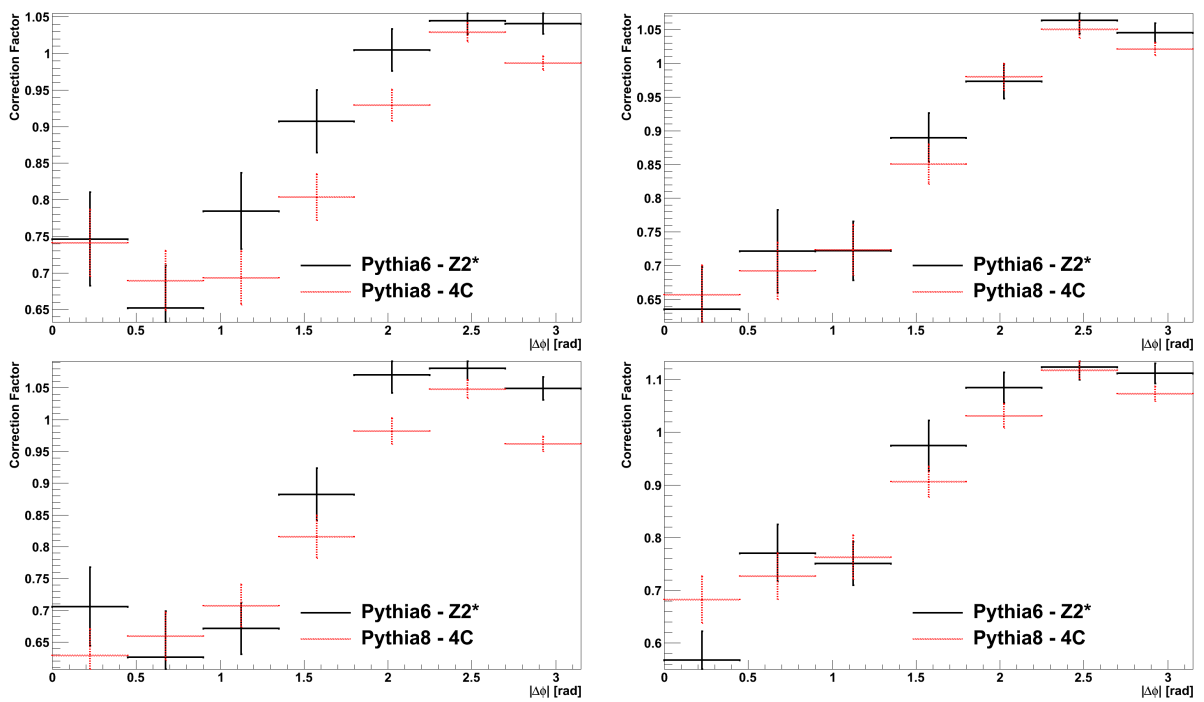 Correction Factor
1.05
1
0.95
0.9
0.85
0.8
0.75
0.7
0.65
Pythia6 - Z2*
Pythia8 - 4C
0 0.5 1 1.5 2 2.5 3
|Δϕ| [rad]
Correction Factor
1.05
1
0.95
0.9
0.85
0.8
0.75
0.7
0.65
Pythia6 - Z2*
Pythia8 - 4C
0 0.5 1 1.5 2 2.5 3
|Δϕ| [rad]
Correction Factor
1.05
1
0.95
0.9
0.85
0.8
0.75
0.7
0.65
Pythia6 - Z2*
Pythia8 - 4C
0 0.5 1 1.5 2 2.5 3
|Δϕ| [rad]
Correction Factor
1.1
1
0.9
0.8
0.7
0.6
Pythia6 - Z2*
Pythia8 - 4C
0 0.5 1 1.5 2 2.5 3
|Δϕ| [rad]